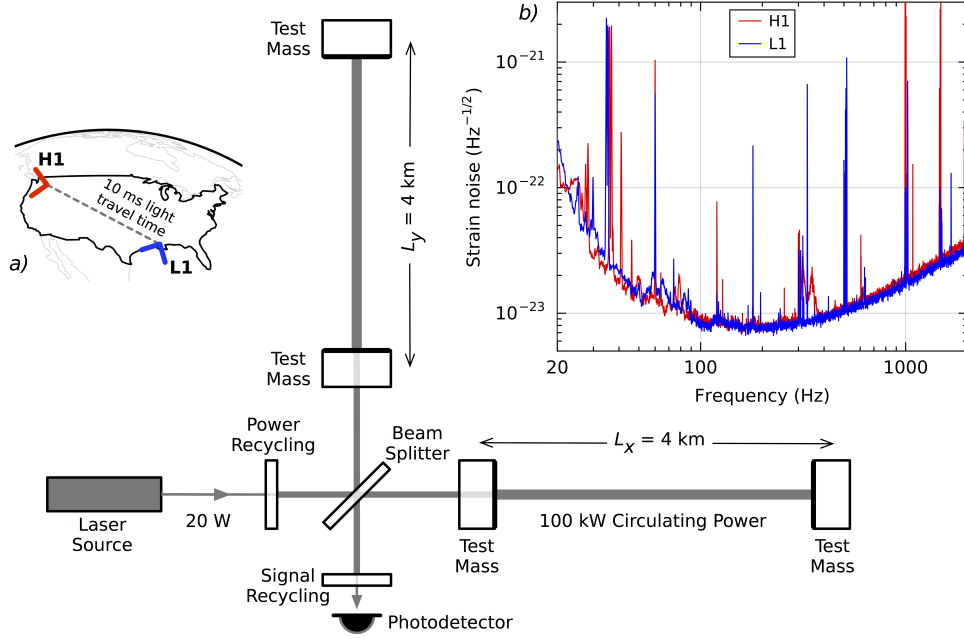 Test
Mass
L_y = 4 km
Test
Mass
H1
10 ms light
travel time
L1
a)
b)
H1
L1
10⁻²¹
10⁻²²
10⁻²³
Strain noise (Hz⁻¹/²)
20
100
1000
Frequency (Hz)
Power
Recycling
Beam
Splitter
L_x = 4 km
Laser
Source
20 W
100 kW Circulating Power
Test
Mass
Test
Mass
Signal
Recycling
Photodetector